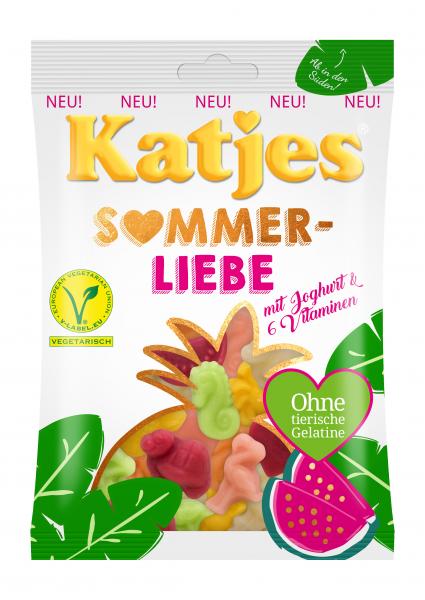 Ab in den
Süden!
NEU! NEU! NEU! NEU! NEU!
Katjes®
SOMMER-
LIEBE
mit Joghurt &
6 Vitaminen
EUROPEAN VEGETARIAN UNION
V-LABEL.EU
VEGETARISCH
Ohne
tierische
Gelatine